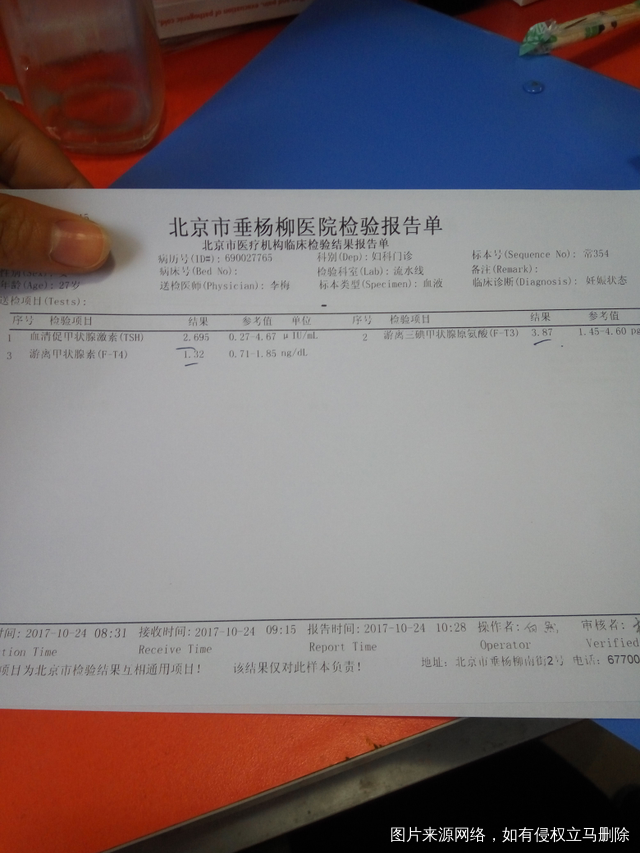 北京市垂杨柳医院检验报告单
北京市医疗机构临床检验结果报告单
病历号(ID#): 690027765 科别(Dep): 妇科门诊 标本号(Sequence No): 常354
病床号(Bed No): 检验科室(Lab): 流水线 备注(Remark):
年龄(Age): 27岁 送检医师(Physician): 李梅 标本类型(Specimen): 血液 临床诊断(Diagnosis): 妊娠状态
送检项目(Tests):
序号 检验项目 结果 参考值 单位 序号 检验项目 结果 参考值
1 血清促甲状腺激素(TSH) 2.695 0.27-4.67 μIU/mL 2 游离三碘甲状腺原氨酸(F-T3) 3.87 1.45-4.60 pg
3 游离甲状腺素(F-T4) 1.32 0.71-1.85 ng/dL
时间: 2017-10-24 08:31 接收时间: 2017-10-24 09:15 报告时间: 2017-10-24 10:28 操作者: 审核者:
tion Time Receive Time Report Time Operator Verified
项目为北京市检验结果互相通用项目! 该结果仅对此样本负责! 地址: 北京市垂杨柳南街2号 电话: 67700
图片来源网络，如有侵权立马删除